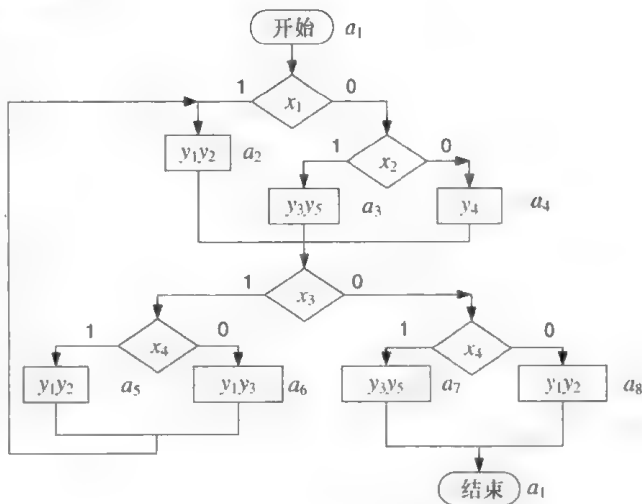 开始 a₁
1 x₁ 0
y₁y₂ a₂ 1 x₂ 0
y₃y₅ a₃ y₄ a₄
1 x₃ 0
1 x₄ 0 1 x₄ 0
y₁y₂ a₅ y₁y₃ a₆ y₃y₅ a₇ y₁y₂ a₈
结束 a₁